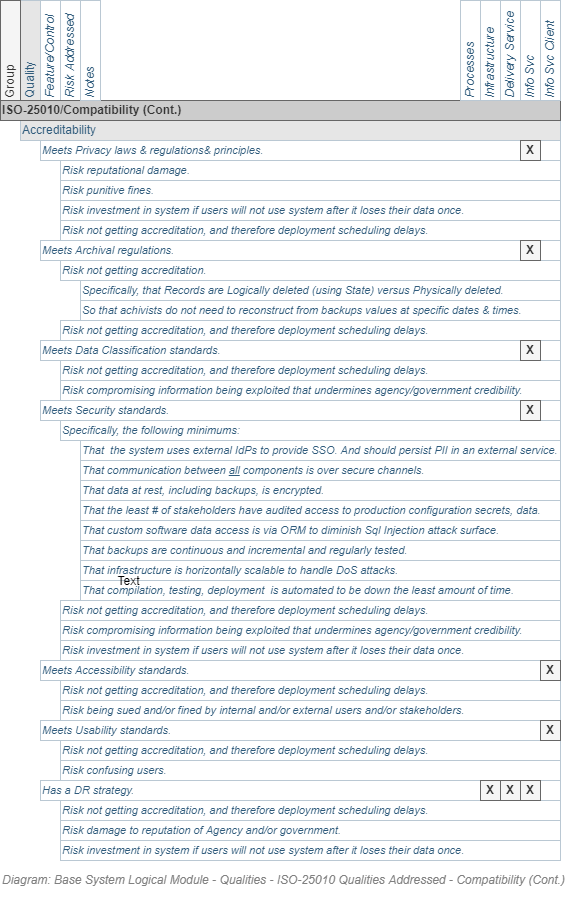 Group
Quality
Feature/Control
Risk Addressed
Notes
Processes
Infrastructure
Delivery Service
Info Svc
Info Svc Client
ISO-25010/Compatibility (Cont.)
Accreditability
Meets Privacy laws & regulations& principles. X
Risk reputational damage.
Risk punitive fines.
Risk investment in system if users will not use system after it loses their data once.
Risk not getting accreditation, and therefore deployment scheduling delays.
Meets Archival regulations. X
Risk not getting accreditation.
Specifically, that Records are Logically deleted (using State) versus Physically deleted.
So that achivists do not need to reconstruct from backups values at specific dates & times.
Risk not getting accreditation, and therefore deployment scheduling delays.
Meets Data Classification standards. X
Risk not getting accreditation, and therefore deployment scheduling delays.
Risk compromising information being exploited that undermines agency/government credibility.
Meets Security standards. X
Specifically, the following minimums:
That the system uses external IdPs to provide SSO. And should persist PII in an external service.
That communication between all components is over secure channels.
That data at rest, including backups, is encrypted.
That the least # of stakeholders have audited access to production configuration secrets, data.
That custom software data access is via ORM to diminish Sql Injection attack surface.
That backups are continuous and incremental and regularly tested.
That infrastructure is horizontally scalable to handle DoS attacks.
Text
That compilation, testing, deployment is automated to be down the least amount of time.
Risk not getting accreditation, and therefore deployment scheduling delays.
Risk compromising information being exploited that undermines agency/government credibility.
Risk investment in system if users will not use system after it loses their data once.
Meets Accessibility standards. X
Risk not getting accreditation, and therefore deployment scheduling delays.
Risk being sued and/or fined by internal and/or external users and/or stakeholders.
Meets Usability standards. X
Risk not getting accreditation, and therefore deployment scheduling delays.
Risk confusing users.
Has a DR strategy. X X X
Risk not getting accreditation, and therefore deployment scheduling delays.
Risk damage to reputation of Agency and/or government.
Risk investment in system if users will not use system after it loses their data once.
Diagram: Base System Logical Module - Qualities - ISO-25010 Qualities Addressed - Compatibility (Cont.)